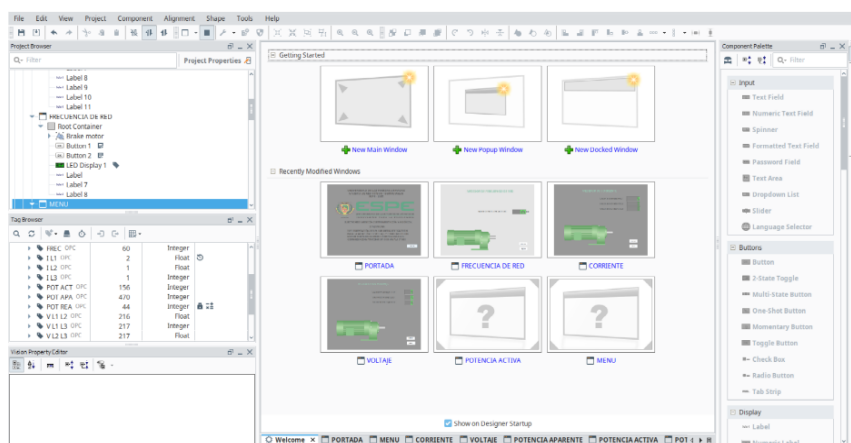 File Edit View Project Component Alignment Shape Tools Help
Project Browser
Filter
Project Properties
Label 8
Label 9
Label 10
Label 11
FRECUENCIA DE RED
Root Container
Brake motor
Button 1
Button 2
LED Display 1
Label
Label 7
Label 8
MENU
Tag Browser
FREC OPC 60 Integer
I L1 OPC 2 Float
I L2 OPC 1 Float
I L3 OPC 1 Integer
POT ACT OPC 156 Integer
POT APA OPC 470 Integer
POT REA OPC -44 Integer
V L1 L2 OPC 216 Float
V L1 L3 OPC 217 Integer
V L2 L3 OPC 217 Float
Vision Property Editor
Getting Started
New Main Window
New Popup Window
New Docked Window
Recently Modified Windows
ESPE
PORTADA
FRECUENCIA DE RED
CORRIENTE
?
?
VOLTAJE
POTENCIA ACTIVA
MENU
Show on Designer Startup
Welcome × PORTADA MENU CORRIENTE VOLTAJE POTENCIA APARENTE POTENCIA ACTIVA POT
Component Palette
Filter
Input
Text Field
Numeric Text Field
Spinner
Formatted Text Field
Password Field
Text Area
Dropdown List
Slider
Language Selector
Buttons
Button
2-State Toggle
Multi-State Button
One-Shot Button
Momentary Button
Toggle Button
Check Box
Radio Button
Tab Strip
Display
Label
Numeric Label